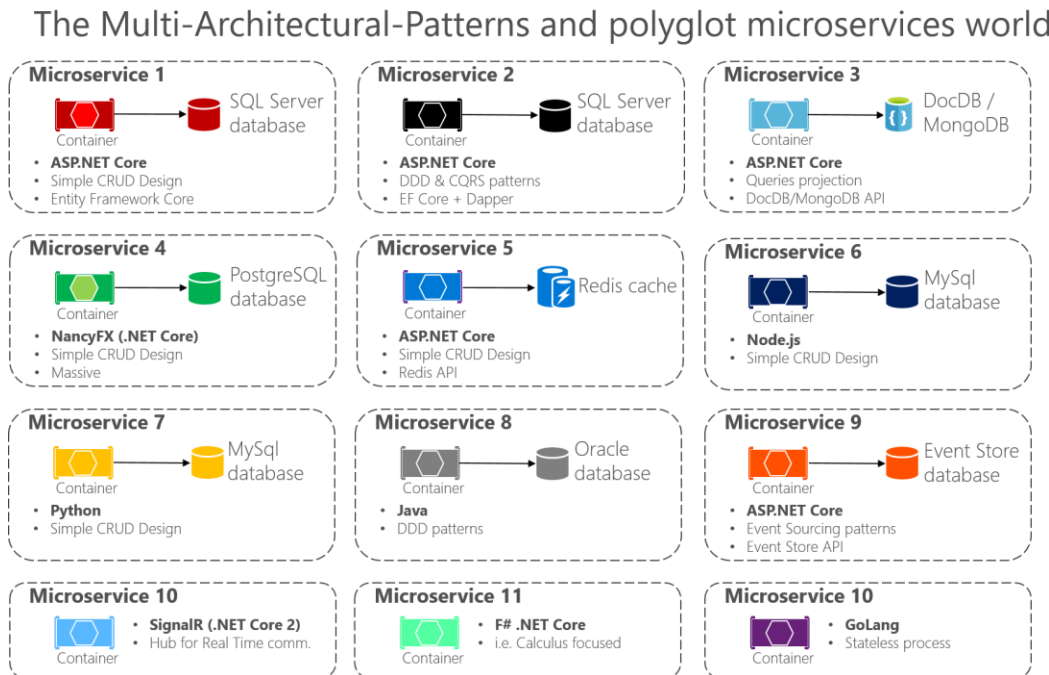 The Multi-Architectural-Patterns and polyglot microservices world
Microservice 1
Container
SQL Server
database
• ASP.NET Core
• Simple CRUD Design
• Entity Framework Core
Microservice 2
Container
SQL Server
database
• ASP.NET Core
• DDD & CQRS patterns
• EF Core + Dapper
Microservice 3
Container
{ }
DocDB /
MongoDB
• ASP.NET Core
• Queries projection
• DocDB/MongoDB API
Microservice 4
Container
PostgreSQL
database
• NancyFX (.NET Core)
• Simple CRUD Design
• Massive
Microservice 5
Container
Redis cache
• ASP.NET Core
• Simple CRUD Design
• Redis API
Microservice 6
Container
MySql
database
• Node.js
• Simple CRUD Design
Microservice 7
Container
MySql
database
• Python
• Simple CRUD Design
Microservice 8
Container
Oracle
database
• Java
• DDD patterns
Microservice 9
Container
Event Store
database
• ASP.NET Core
• Event Sourcing patterns
• Event Store API
Microservice 10
Container
• SignalR (.NET Core 2)
• Hub for Real Time comm.
Microservice 11
Container
• F# .NET Core
• i.e. Calculus focused
Microservice 10
Container
• GoLang
• Stateless process